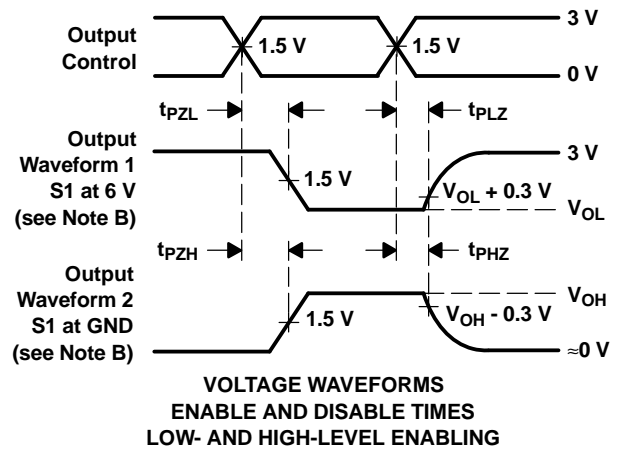 Output
Control
1.5 V
1.5 V
3 V
0 V
tPZL
tPLZ
Output
Waveform 1
S1 at 6 V
(see Note B)
1.5 V
3 V
VOL + 0.3 V
VOL
tPZH
tPHZ
Output
Waveform 2
S1 at GND
(see Note B)
1.5 V
VOH
VOH - 0.3 V
≈0 V
VOLTAGE WAVEFORMS
ENABLE AND DISABLE TIMES
LOW- AND HIGH-LEVEL ENABLING